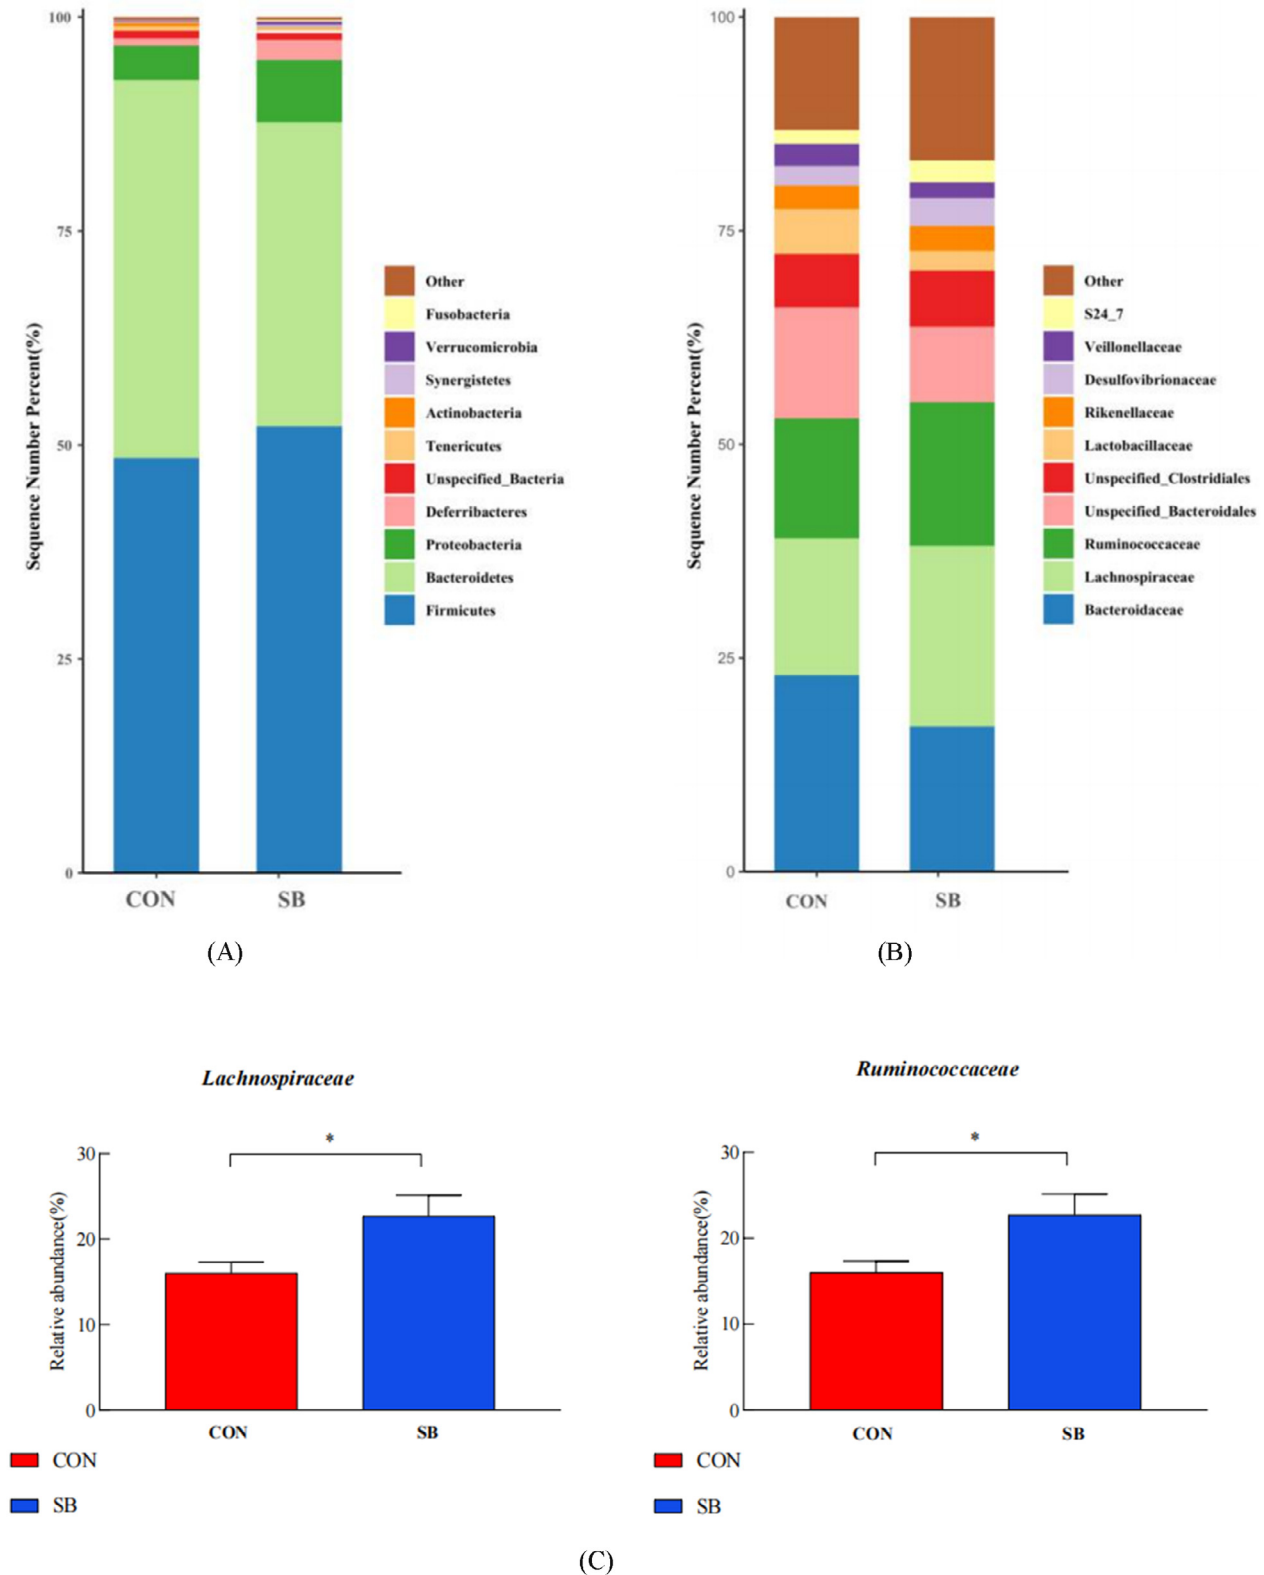 100
75
50
25
0
Sequence Number Percent(%)
CON SB
Other
Fusobacteria
Verrucomicrobia
Synergistetes
Actinobacteria
Tenericutes
Unspecified_Bacteria
Deferribacteres
Proteobacteria
Bacteroidetes
Firmicutes
(A)
100
75
50
25
0
Sequence Number Percent(%)
CON SB
Other
S24_7
Veillonellaceae
Desulfovibrionaceae
Rikenellaceae
Lactobacillaceae
Unspecified_Clostridiales
Unspecified_Bacteroidales
Ruminococcaceae
Lachnospiraceae
Bacteroidaceae
(B)
Lachnospiraceae
*
30
20
10
0
Relative abundance(%)
CON SB
CON
SB
Ruminococcaceae
*
30
20
10
0
Relative abundance(%)
CON SB
CON
SB
(C)